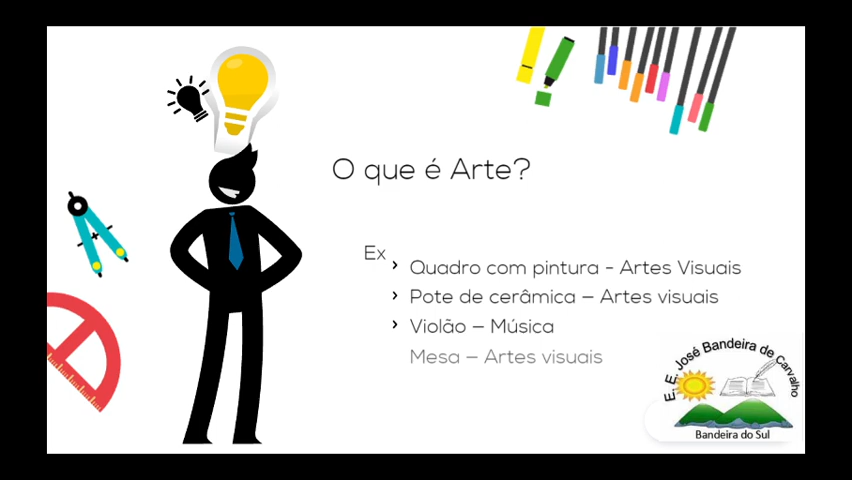 O que é Arte?
Ex
› Quadro com pintura - Artes Visuais
› Pote de cerâmica – Artes visuais
› Violão – Música
Mesa – Artes visuais
E. E. José Bandeira de Carvalho
Bandeira do Sul